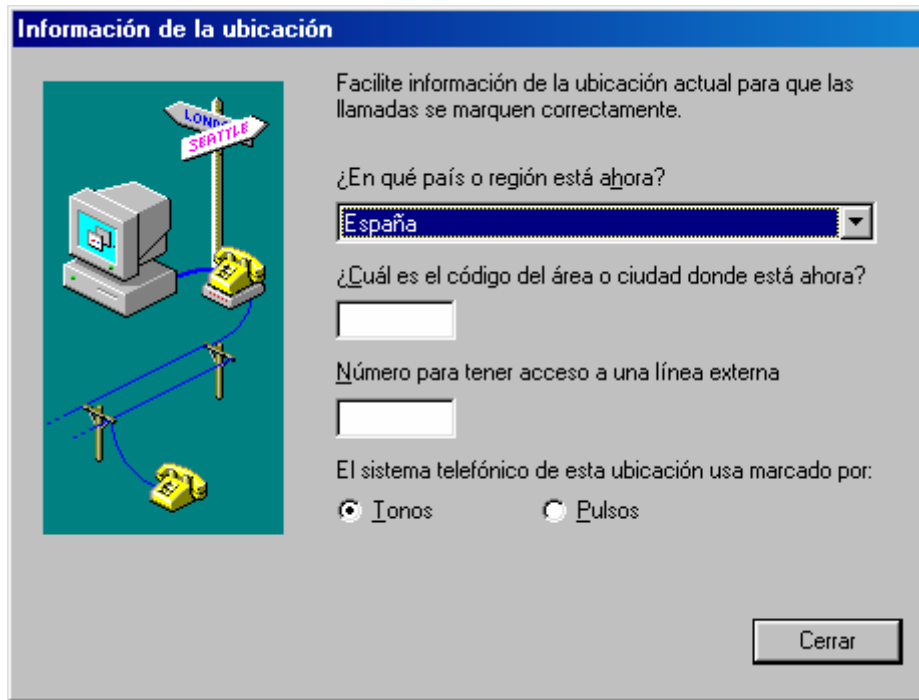 Información de la ubicación
LOND
SEATTLE
Facilite información de la ubicación actual para que las
llamadas se marquen correctamente.
¿En qué país o región está ahora?
España
¿Cuál es el código del área o ciudad donde está ahora?
Número para tener acceso a una línea externa
El sistema telefónico de esta ubicación usa marcado por:
Tonos
Pulsos
Cerrar